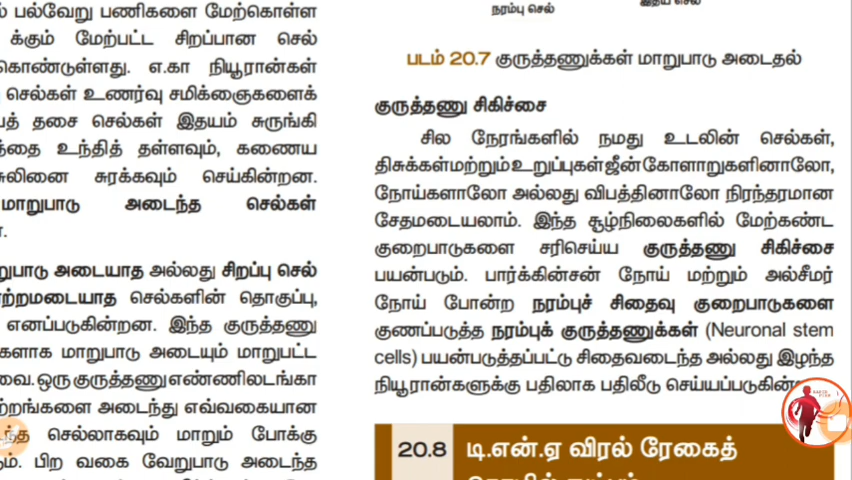 பல்வேறு பணிகளை மேற்கொள்ள
க்கும் மேற்பட்ட சிறப்பான செல்
கொண்டுள்ளது. எ.கா நியூரான்கள்
செல்கள் உணர்வு சமிக்ஞைகளைக்
தசை செல்கள் இதயம் சுருங்கி
உந்தித் தள்ளவும், கணைய
சுரக்கவும் செய்கின்றன.
மாறுபாடு அடைந்த செல்கள்
அடையாத அல்லது சிறப்பு செல்
செல்களின் தொகுப்பு,
எனப்படுகின்றன. இந்த குருத்தணு
மாறுபாடு அடையும் மாறுபட்ட
ஒரு குருத்தணு எண்ணிலடங்கா
அடைந்து எவ்வகையான
செல்லாகவும் மாறும் போக்கு
பிற வகை வேறுபாடு அடைந்த
நரம்பு செல்
இதய செல்
படம் 20.7 குருத்தணுக்கள் மாறுபாடு அடைதல்
குருத்தணு சிகிச்சை
சில நேரங்களில் நமது உடலின் செல்கள்,
திசுக்கள் மற்றும் உறுப்புகள் ஜீன் கோளாறுகளினாலோ,
நோய்களாலோ அல்லது விபத்தினாலோ நிரந்தரமான
சேதமடையலாம். இந்த சூழ்நிலைகளில் மேற்கண்ட
குறைபாடுகளை சரிசெய்ய குருத்தணு சிகிச்சை
பயன்படும். பார்க்கின்சன் நோய் மற்றும் அல்சீமர்
நோய் போன்ற நரம்புச் சிதைவு குறைபாடுகளை
குணப்படுத்த நரம்புக் குருத்தணுக்கள் (Neuronal stem
cells) பயன்படுத்தப்பட்டு சிதைவடைந்த அல்லது இழந்த
நியூரான்களுக்கு பதிலாக பதிலீடு
20.8 டி.என்.ஏ விரல் ரேகைத்